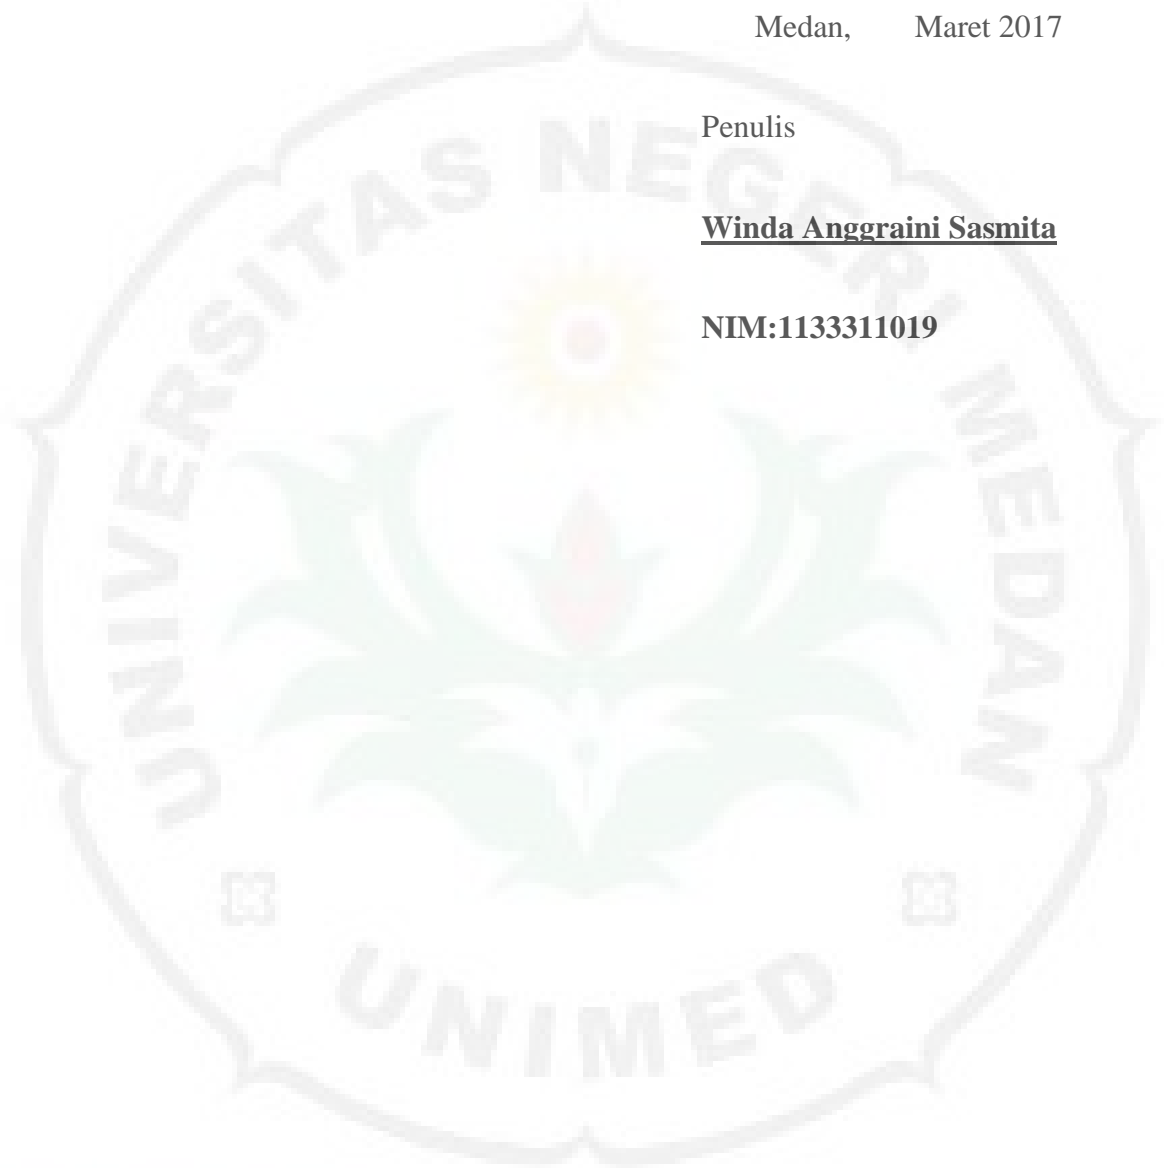 Medan, Maret 2017
Penulis
Winda Anggraini Sasmita
NIM:1133311019
UNIVERSITAS NEGERI MEDAN
UNIMED